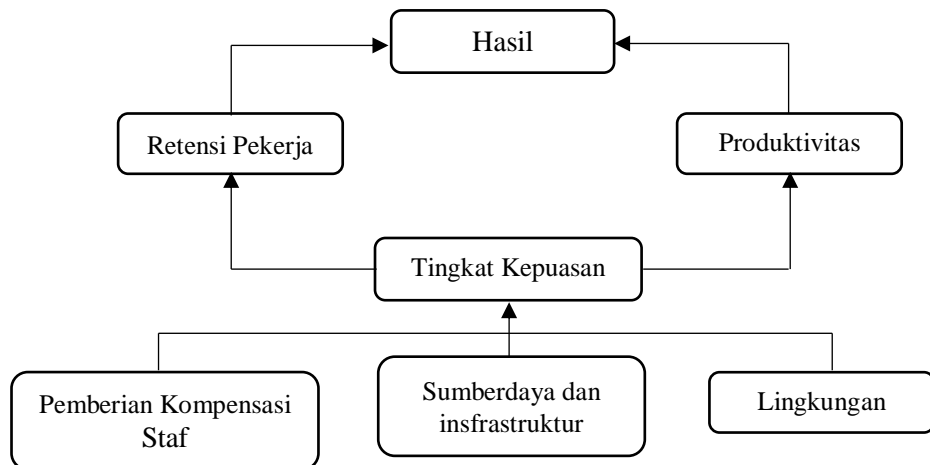 Hasil
Retensi Pekerja
Produktivitas
Tingkat Kepuasan
Pemberian Kompensasi
Staf
Sumberdaya dan
insfrastruktur
Lingkungan